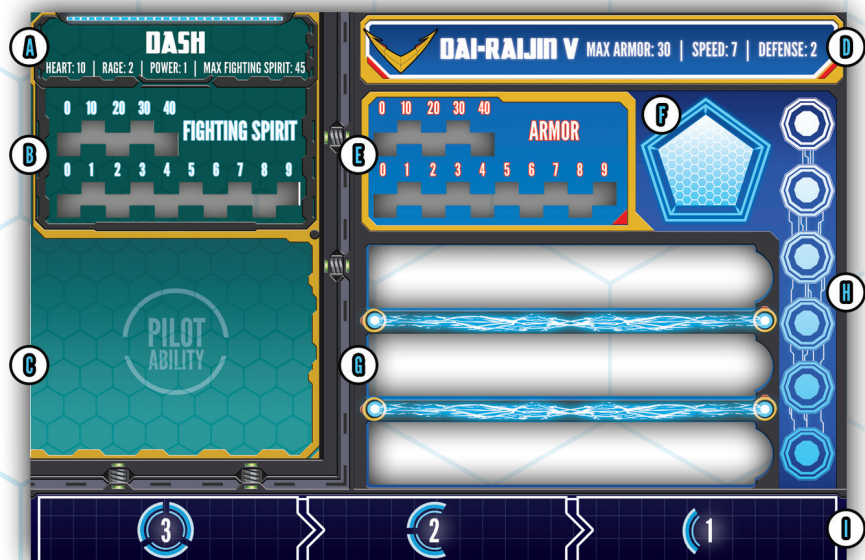 A
DASH
HEART: 10 | RAGE: 2 | POWER: 1 | MAX FIGHTING SPIRIT: 45
DAI-RAIJIN V MAX ARMOR: 30 | SPEED: 7 | DEFENSE: 2
D
B
0 10 20 30 40
FIGHTING SPIRIT
0 1 2 3 4 5 6 7 8 9
E
0 10 20 30 40
ARMOR
0 1 2 3 4 5 6 7 8 9
F
H
C
PILOT
ABILITY
G
3
2
1
I